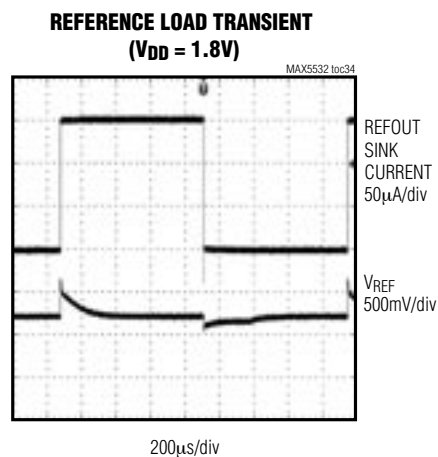 REFERENCE LOAD TRANSIENT
(VDD = 1.8V)
MAX5532 toc34
REFOUT
SINK
CURRENT
50µA/div
VREF
500mV/div
200µs/div